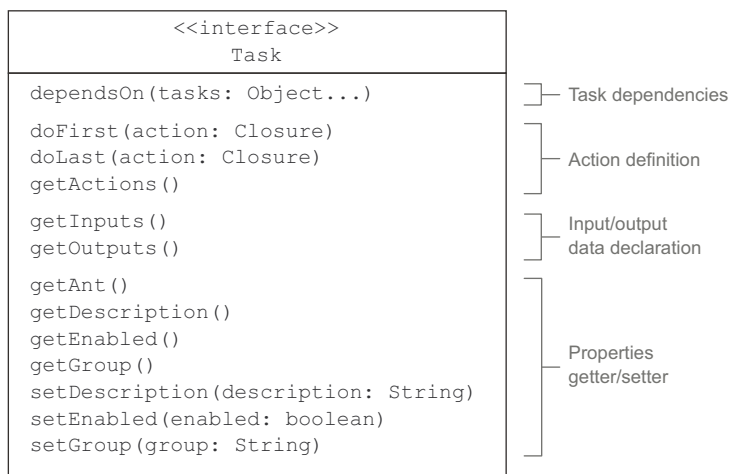 <<interface>>
Task
dependsOn(tasks: Object...)
Task dependencies
doFirst(action: Closure)
doLast(action: Closure)
getActions()
Action definition
getInputs()
getOutputs()
Input/output
data declaration
getAnt()
getDescription()
getEnabled()
getGroup()
setDescription(description: String)
setEnabled(enabled: boolean)
setGroup(group: String)
Properties
getter/setter